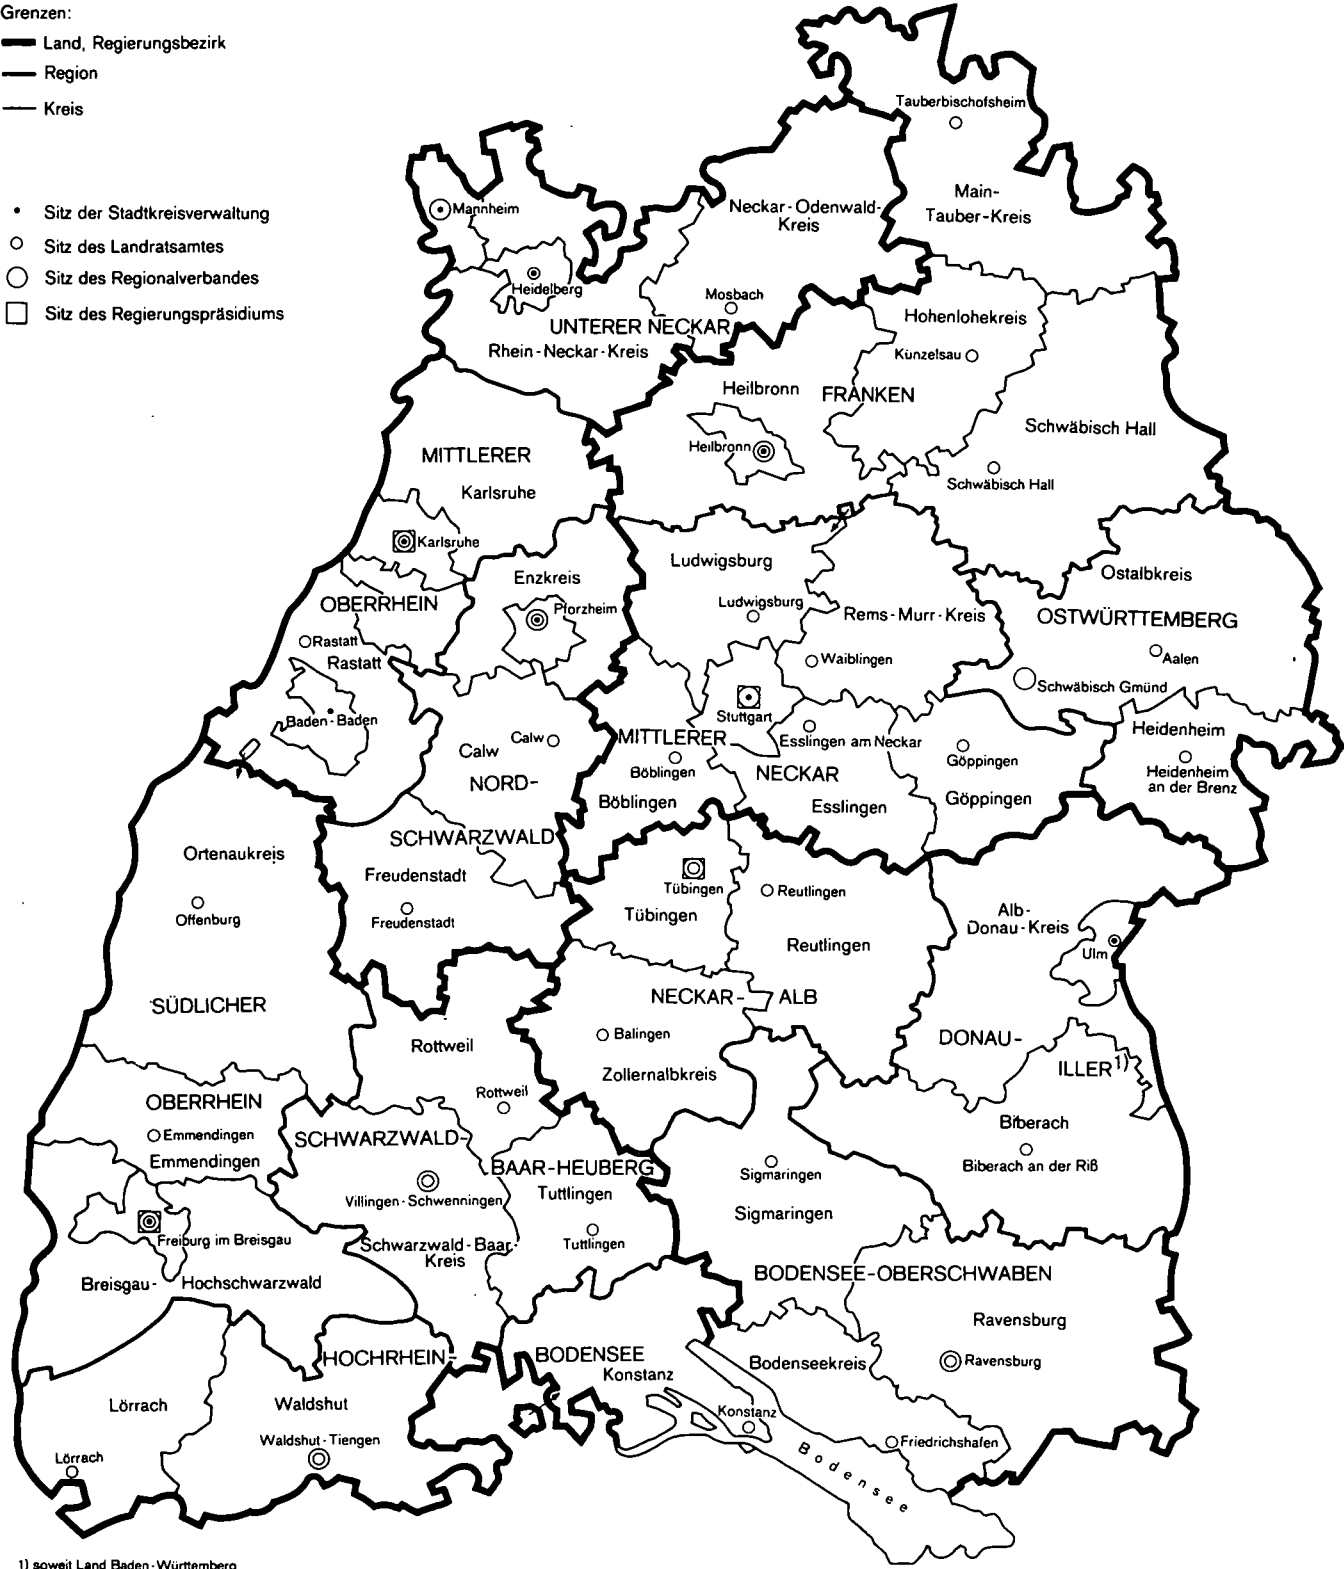 Grenzen:
Land, Regierungsbezirk
Region
Kreis
Sitz der Stadtkreisverwaltung
Sitz des Landratsamtes
Sitz des Regionalverbandes
Sitz des Regierungspräsidiums
Tauberbischofsheim
Main-
Tauber-Kreis
Mannheim
Neckar-Odenwald-
Kreis
Heidelberg
Mosbach
UNTERER NECKAR
Rhein-Neckar-Kreis
Hohenlohekreis
Künzelsau
Heilbronn
FRANKEN
Heilbronn
Schwäbisch Hall
Schwäbisch Hall
MITTLERER
Karlsruhe
Karlsruhe
OBERRHEIN
Enzkreis
Pforzheim
Ludwigsburg
Ludwigsburg
Rems-Murr-Kreis
Waiblingen
Ostalbkreis
OSTWÜRTTEMBERG
Aalen
Schwäbisch Gmünd
Rastatt
Rastatt
Baden-Baden
Stuttgart
Calw
Calw
NORD-
SCHWARZWALD
MITTLERER
NECKAR
Böblingen
Böblingen
Esslingen am Neckar
Esslingen
Göppingen
Göppingen
Heidenheim
Heidenheim
an der Brenz
Ortenaukreis
Offenburg
Freudenstadt
Freudenstadt
Tübingen
Tübingen
Reutlingen
Reutlingen
Alb-
Donau-Kreis
Ulm
SÜDLICHER
OBERRHEIN
NECKAR-ALB
Balingen
Zollernalbkreis
DONAU-
ILLER1)
Rottweil
Rottweil
Emmendingen
Emmendingen
SCHWARZWALD-
BAAR-HEUBERG
Villingen-Schwenningen
Tuttlingen
Tuttlingen
Schwarzwald-Baar-
Kreis
Biberach
Biberach an der Riß
Sigmaringen
Sigmaringen
Freiburg im Breisgau
Breisgau-Hochschwarzwald
BODENSEE-OBERSCHWABEN
Ravensburg
Ravensburg
Bodenseekreis
HOCHRHEIN-
BODENSEE
Konstanz
Konstanz
Friedrichshafen
Bodensee
Lörrach
Lörrach
Waldshut
Waldshut-Tiengen
1) soweit Land Baden-Württemberg